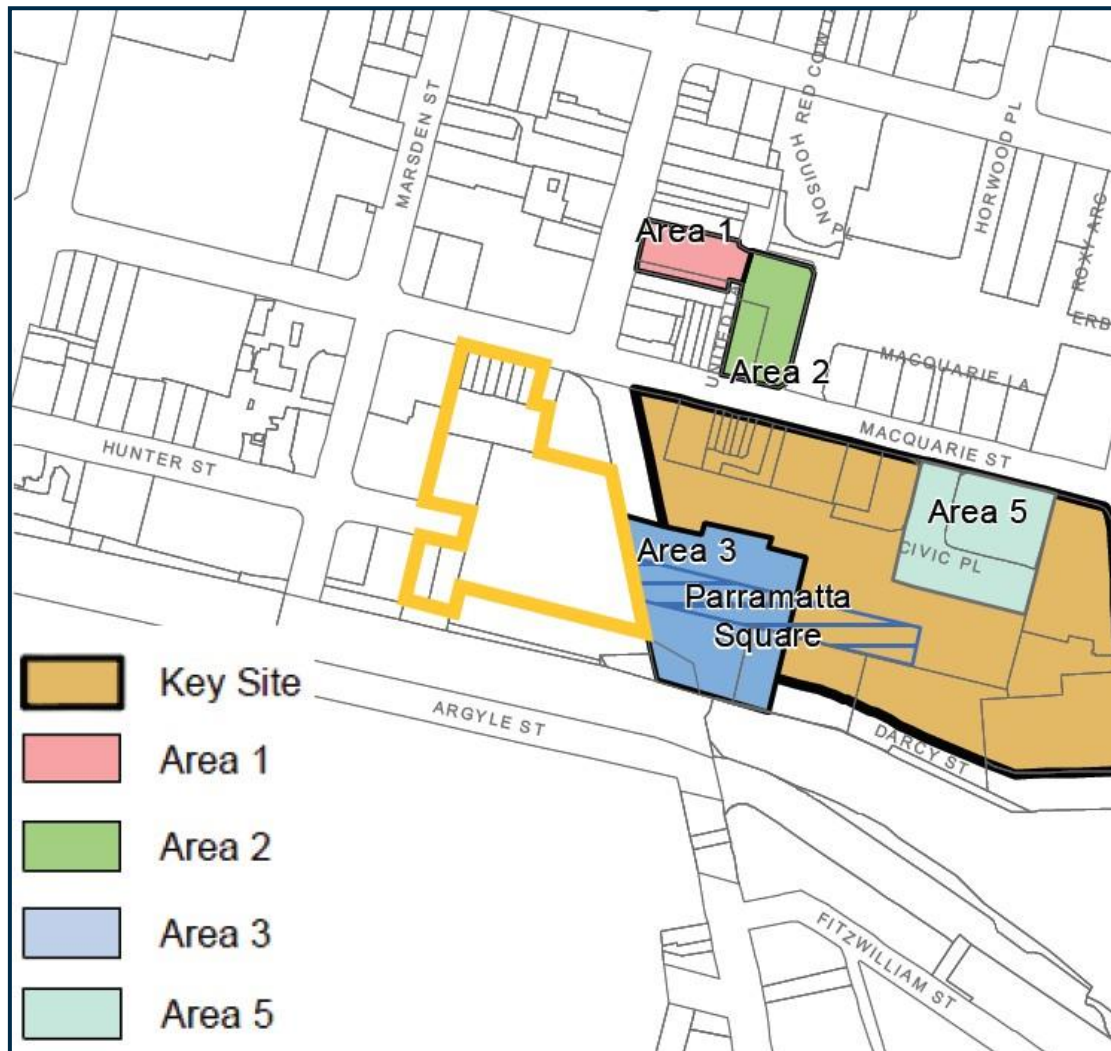 MARSDEN ST
HOUISON PL
RED COW
HORWOOD PL
ROXY ARC
ERB
Area 1
UNITED LA
Area 2
MACQUARIE LA
MACQUARIE ST
HUNTER ST
Area 5
CIVIC PL
Area 3
Parramatta
Square
ARGYLE ST
DARCY ST
FITZWILLIAM ST
Key Site
Area 1
Area 2
Area 3
Area 5